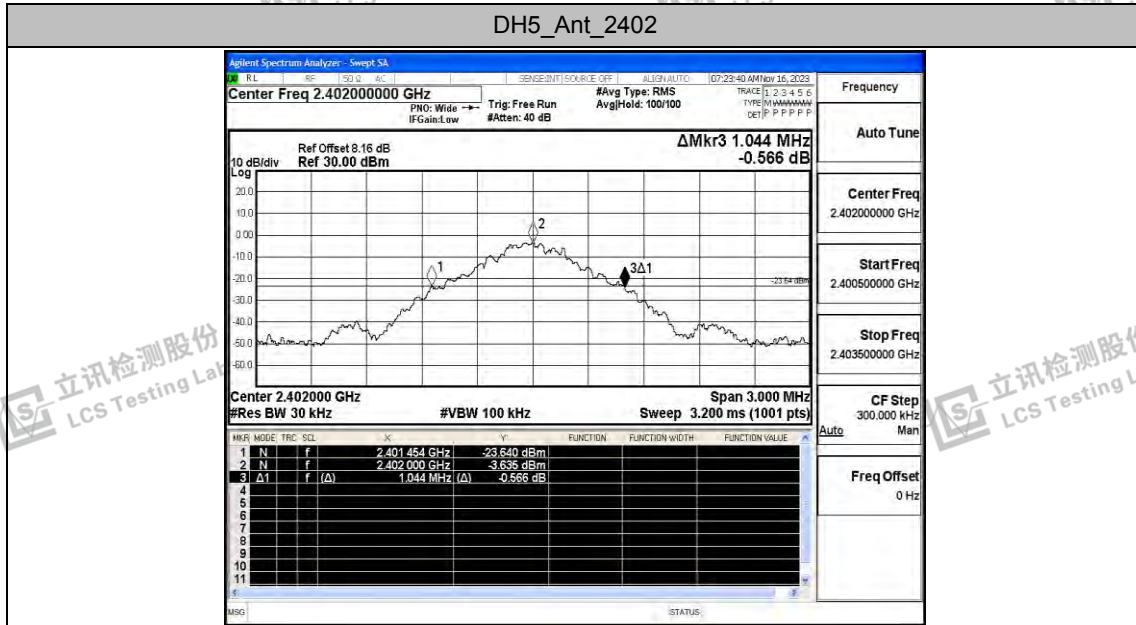 DH5_Ant_2402
Agilent Spectrum Analyzer - Swept SA
RL RF 50 Ω AC SENSE:INT SOURCE OFF ALIGN AUTO 07:23:40 AM Nov 16, 2023
Center Freq 2.402000000 GHz
PNO: Wide
IFGain:Low
Trig: Free Run
#Atten: 40 dB
#Avg Type: RMS
Avg|Hold: 100/100
TRACE 1 2 3 4 5 6
TYPE M WWWWW
DET P P P P P P
ΔMkr3 1.044 MHz
-0.566 dB
Ref Offset 8.16 dB
10 dB/div Ref 30.00 dBm
Log
20.0
10.0
0.00
-10.0
-20.0
-30.0
-40.0
-50.0
-60.0
1
2
3Δ1
-23.64 dBm
Center 2.402000 GHz Span 3.000 MHz
#Res BW 30 kHz #VBW 100 kHz Sweep 3.200 ms (1001 pts)
MKR MODE TRC SCL X Y FUNCTION FUNCTION WIDTH FUNCTION VALUE
1 N f 2.401 454 GHz -23.640 dBm
2 N f 2.402 000 GHz -3.635 dBm
3 Δ1 f (Δ) 1.044 MHz (Δ) -0.566 dB
4
5
6
7
8
9
10
11
MSG STATUS
Frequency
Auto Tune
Center Freq
2.402000000 GHz
Start Freq
2.400500000 GHz
Stop Freq
2.403500000 GHz
CF Step
300.000 kHz
Auto Man
Freq Offset
0 Hz
立讯检测股份
LCS Testing Lab
立讯检测股份
LCS Testing L